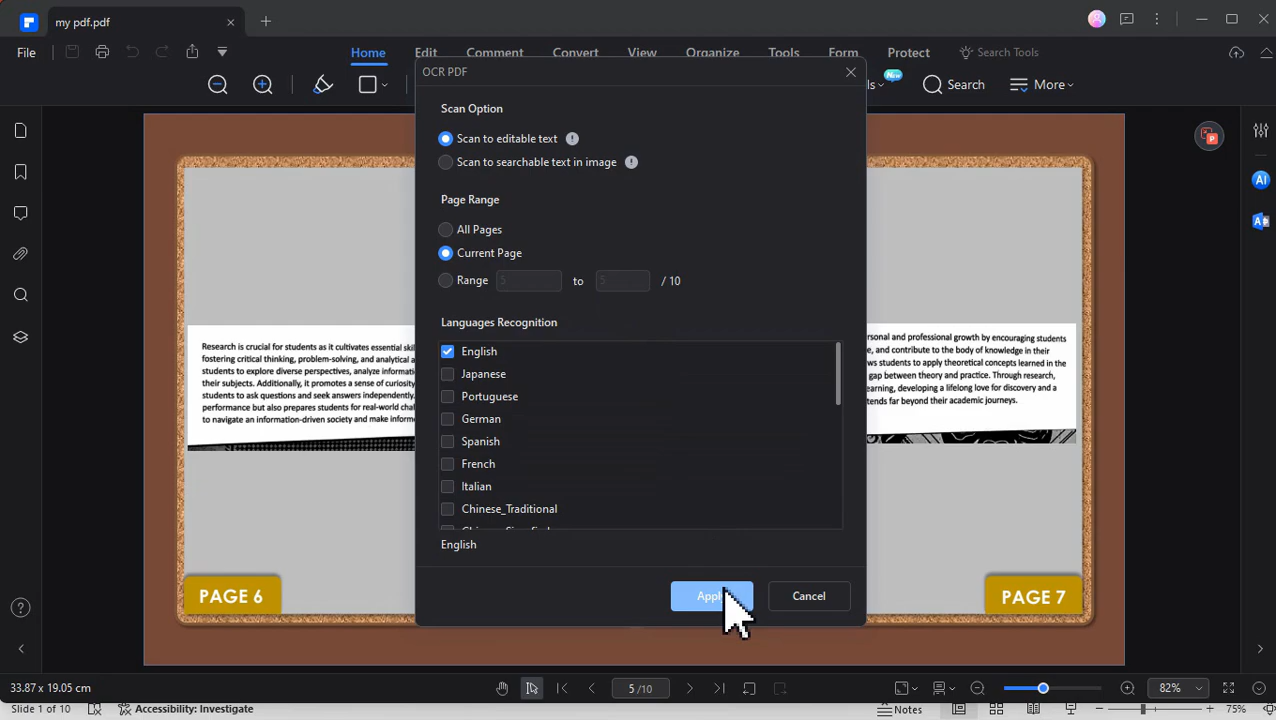 my pdf.pdf
File
Home
Edit
Comment
Convert
View
Organize
Tools
Form
Protect
Search Tools
New
Search
More
OCR PDF
Scan Option
Scan to editable text
Scan to searchable text in image
Page Range
All Pages
Current Page
Range 5 to 5 / 10
Languages Recognition
English
Japanese
Portuguese
German
Spanish
French
Italian
Chinese_Traditional
English
Cancel
Research is crucial for students as it cultivates essential
fostering critical thinking, problem-solving, and analytical
students to explore diverse perspectives, analyze
their subjects. Additionally, it promotes a sense of curiosity
students to ask questions and seek answers independently.
performance but also prepares students for real-world
to navigate an information-driven society and make
and professional growth by encouraging students
and contribute to the body of knowledge in their
students to apply theoretical concepts learned in the
gap between theory and practice. Through research,
developing a lifelong love for discovery and a
far beyond their academic journeys.
PAGE 6
PAGE 7
AI
33.87 x 19.05 cm
5 /10
82%
Slide 1 of 10
Accessibility: Investigate
Notes
75%